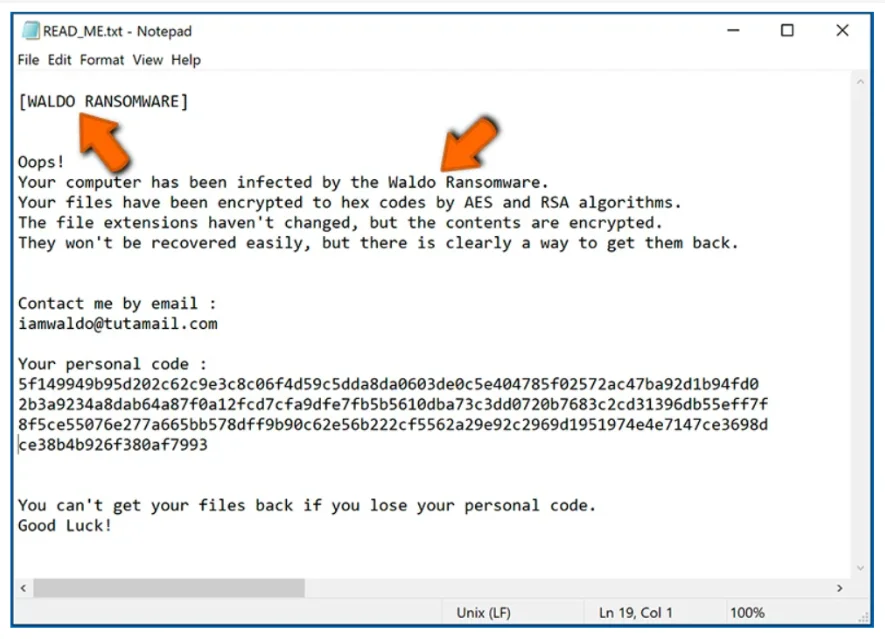 READ_ME.txt - Notepad
File Edit Format View Help
[WALDO RANSOMWARE]
Oops!
Your computer has been infected by the Waldo Ransomware.
Your files have been encrypted to hex codes by AES and RSA algorithms.
The file extensions haven't changed, but the contents are encrypted.
They won't be recovered easily, but there is clearly a way to get them back.
Contact me by email :
iamwaldo@tutamail.com
Your personal code :
5f149949b95d202c62c9e3c8c06f4d59c5dda8da0603de0c5e404785f02572ac47ba92d1b94fd0
2b3a9234a8dab64a87f0a12fcd7cfa9dfe7fb5b5610dba73c3dd0720b7683c2cd31396db55eff7f
8f5ce55076e277a665bb578dff9b90c62e56b222cf5562a29e92c2969d1951974e4e7147ce3698d
ce38b4b926f380af7993
You can't get your files back if you lose your personal code.
Good Luck!
Unix (LF) Ln 19, Col 1 100%